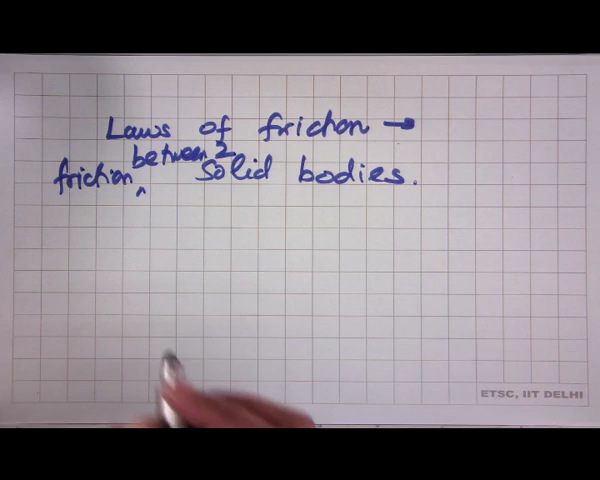 Laws of friction →
friction between 2 solid bodies.
ETSC, IIT DELHI